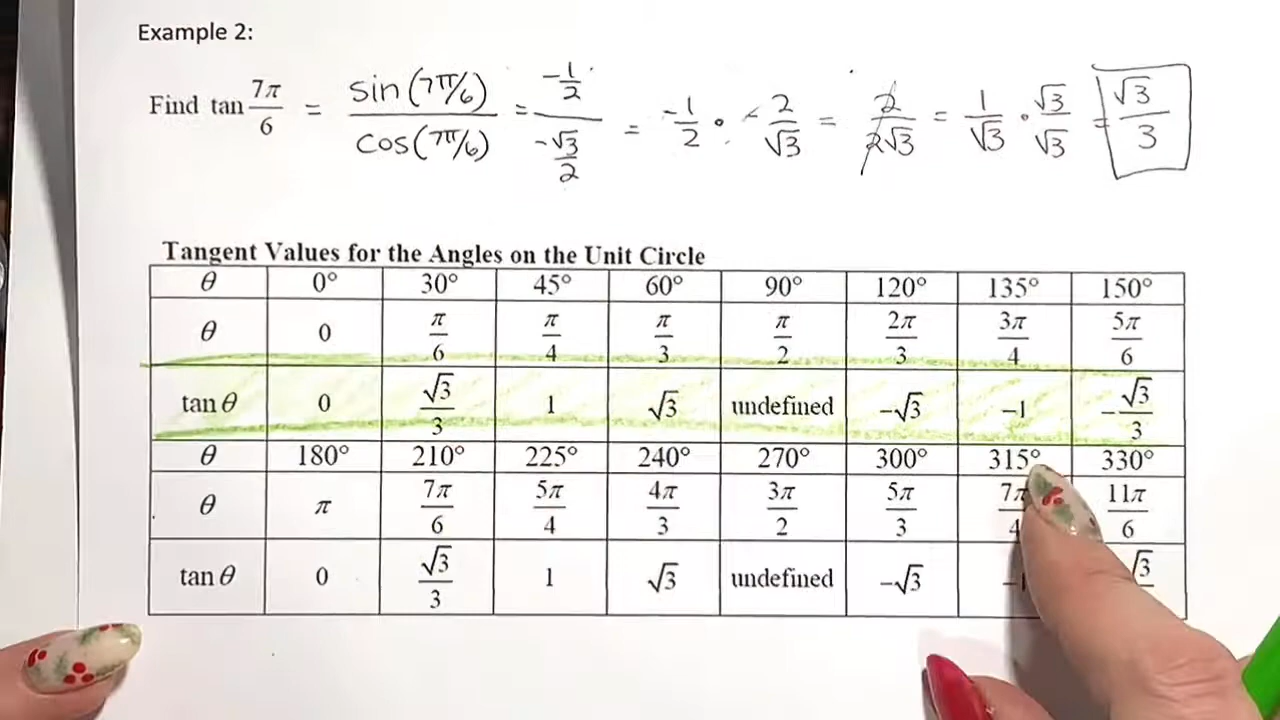 Example 2:
Find tan 7π/6 = sin(7π/6)/cos(7π/6) = (-1/2)/(-√3/2) = -1/2 · -2/√3 = 2/2√3 = 1/√3 · √3/√3 = √3/3
Tangent Values for the Angles on the Unit Circle
θ 0° 30° 45° 60° 90° 120° 135° 150°
θ 0 π/6 π/4 π/3 π/2 2π/3 3π/4 5π/6
tan θ 0 √3/3 1 √3 undefined -√3 -1 -√3/3
θ 180° 210° 225° 240° 270° 300° 315° 330°
θ π 7π/6 5π/4 4π/3 3π/2 5π/3 7π/4 11π/6
tan θ 0 √3/3 1 √3 undefined -√3